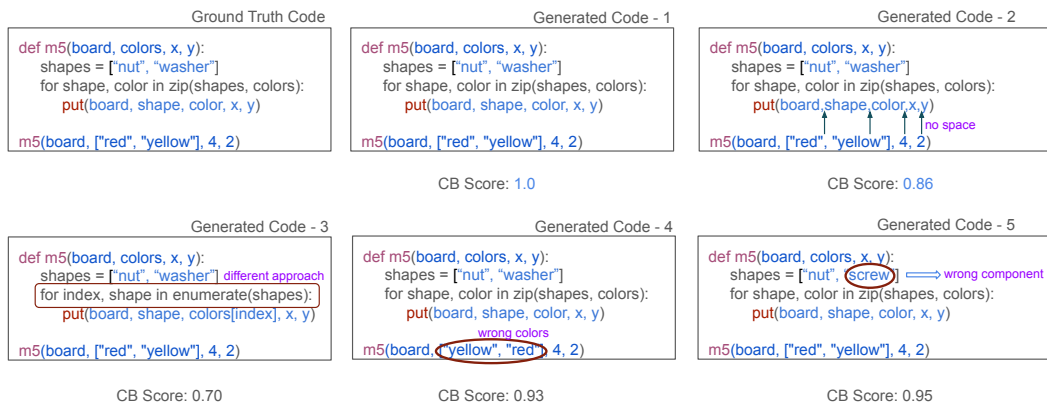 Ground Truth Code
def m5(board, colors, x, y):
shapes = [“nut”, “washer”]
for shape, color in zip(shapes, colors):
put(board, shape, color, x, y)
m5(board, ["red", "yellow"], 4, 2)
Generated Code - 1
def m5(board, colors, x, y):
shapes = [“nut”, “washer”]
for shape, color in zip(shapes, colors):
put(board, shape, color, x, y)
m5(board, ["red", "yellow"], 4, 2)
CB Score: 1.0
Generated Code - 2
def m5(board, colors, x, y):
shapes = [“nut”, “washer”]
for shape, color in zip(shapes, colors):
put(board,shape,color,x,y)
no space
m5(board, ["red", "yellow"], 4, 2)
CB Score: 0.86
Generated Code - 3
def m5(board, colors, x, y):
shapes = [“nut”, “washer”] different approach
for index, shape in enumerate(shapes):
put(board, shape, colors[index], x, y)
m5(board, ["red", "yellow"], 4, 2)
CB Score: 0.70
Generated Code - 4
def m5(board, colors, x, y):
shapes = [“nut”, “washer”]
for shape, color in zip(shapes, colors):
put(board, shape, color, x, y)
wrong colors
m5(board, ["yellow", "red"], 4, 2)
CB Score: 0.93
Generated Code - 5
def m5(board, colors, x, y):
shapes = [“nut”, “screw”] wrong component
for shape, color in zip(shapes, colors):
put(board, shape, color, x, y)
m5(board, ["red", "yellow"], 4, 2)
CB Score: 0.95